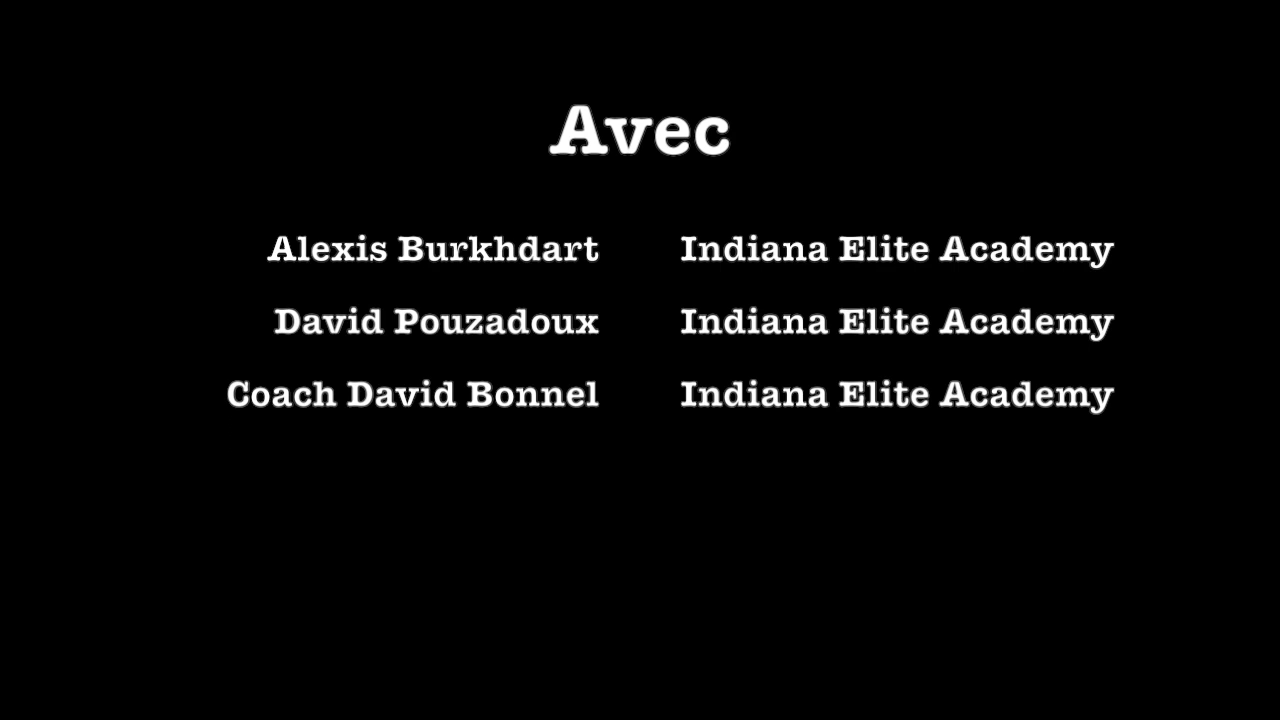 Avec
Alexis Burkhdart Indiana Elite Academy
David Pouzadoux Indiana Elite Academy
Coach David Bonnel Indiana Elite Academy